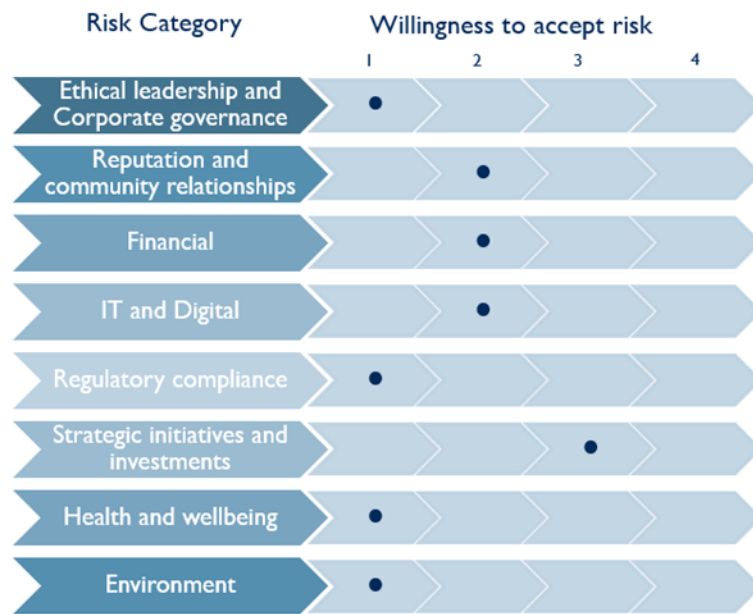 Risk Category
Willingness to accept risk
1 2 3 4
Ethical leadership and
Corporate governance
Reputation and
community relationships
Financial
IT and Digital
Regulatory compliance
Strategic initiatives and
investments
Health and wellbeing
Environment